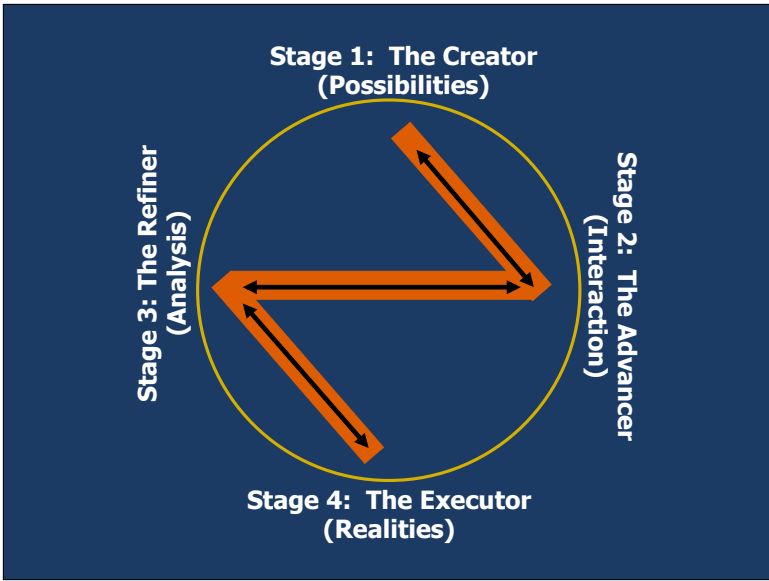 Stage 1:  The Creator
(Possibilities)
Stage 2:  The Advancer
(Interaction)
Stage 3: The Refiner
(Analysis)
Stage 4:  The Executor
(Realities)